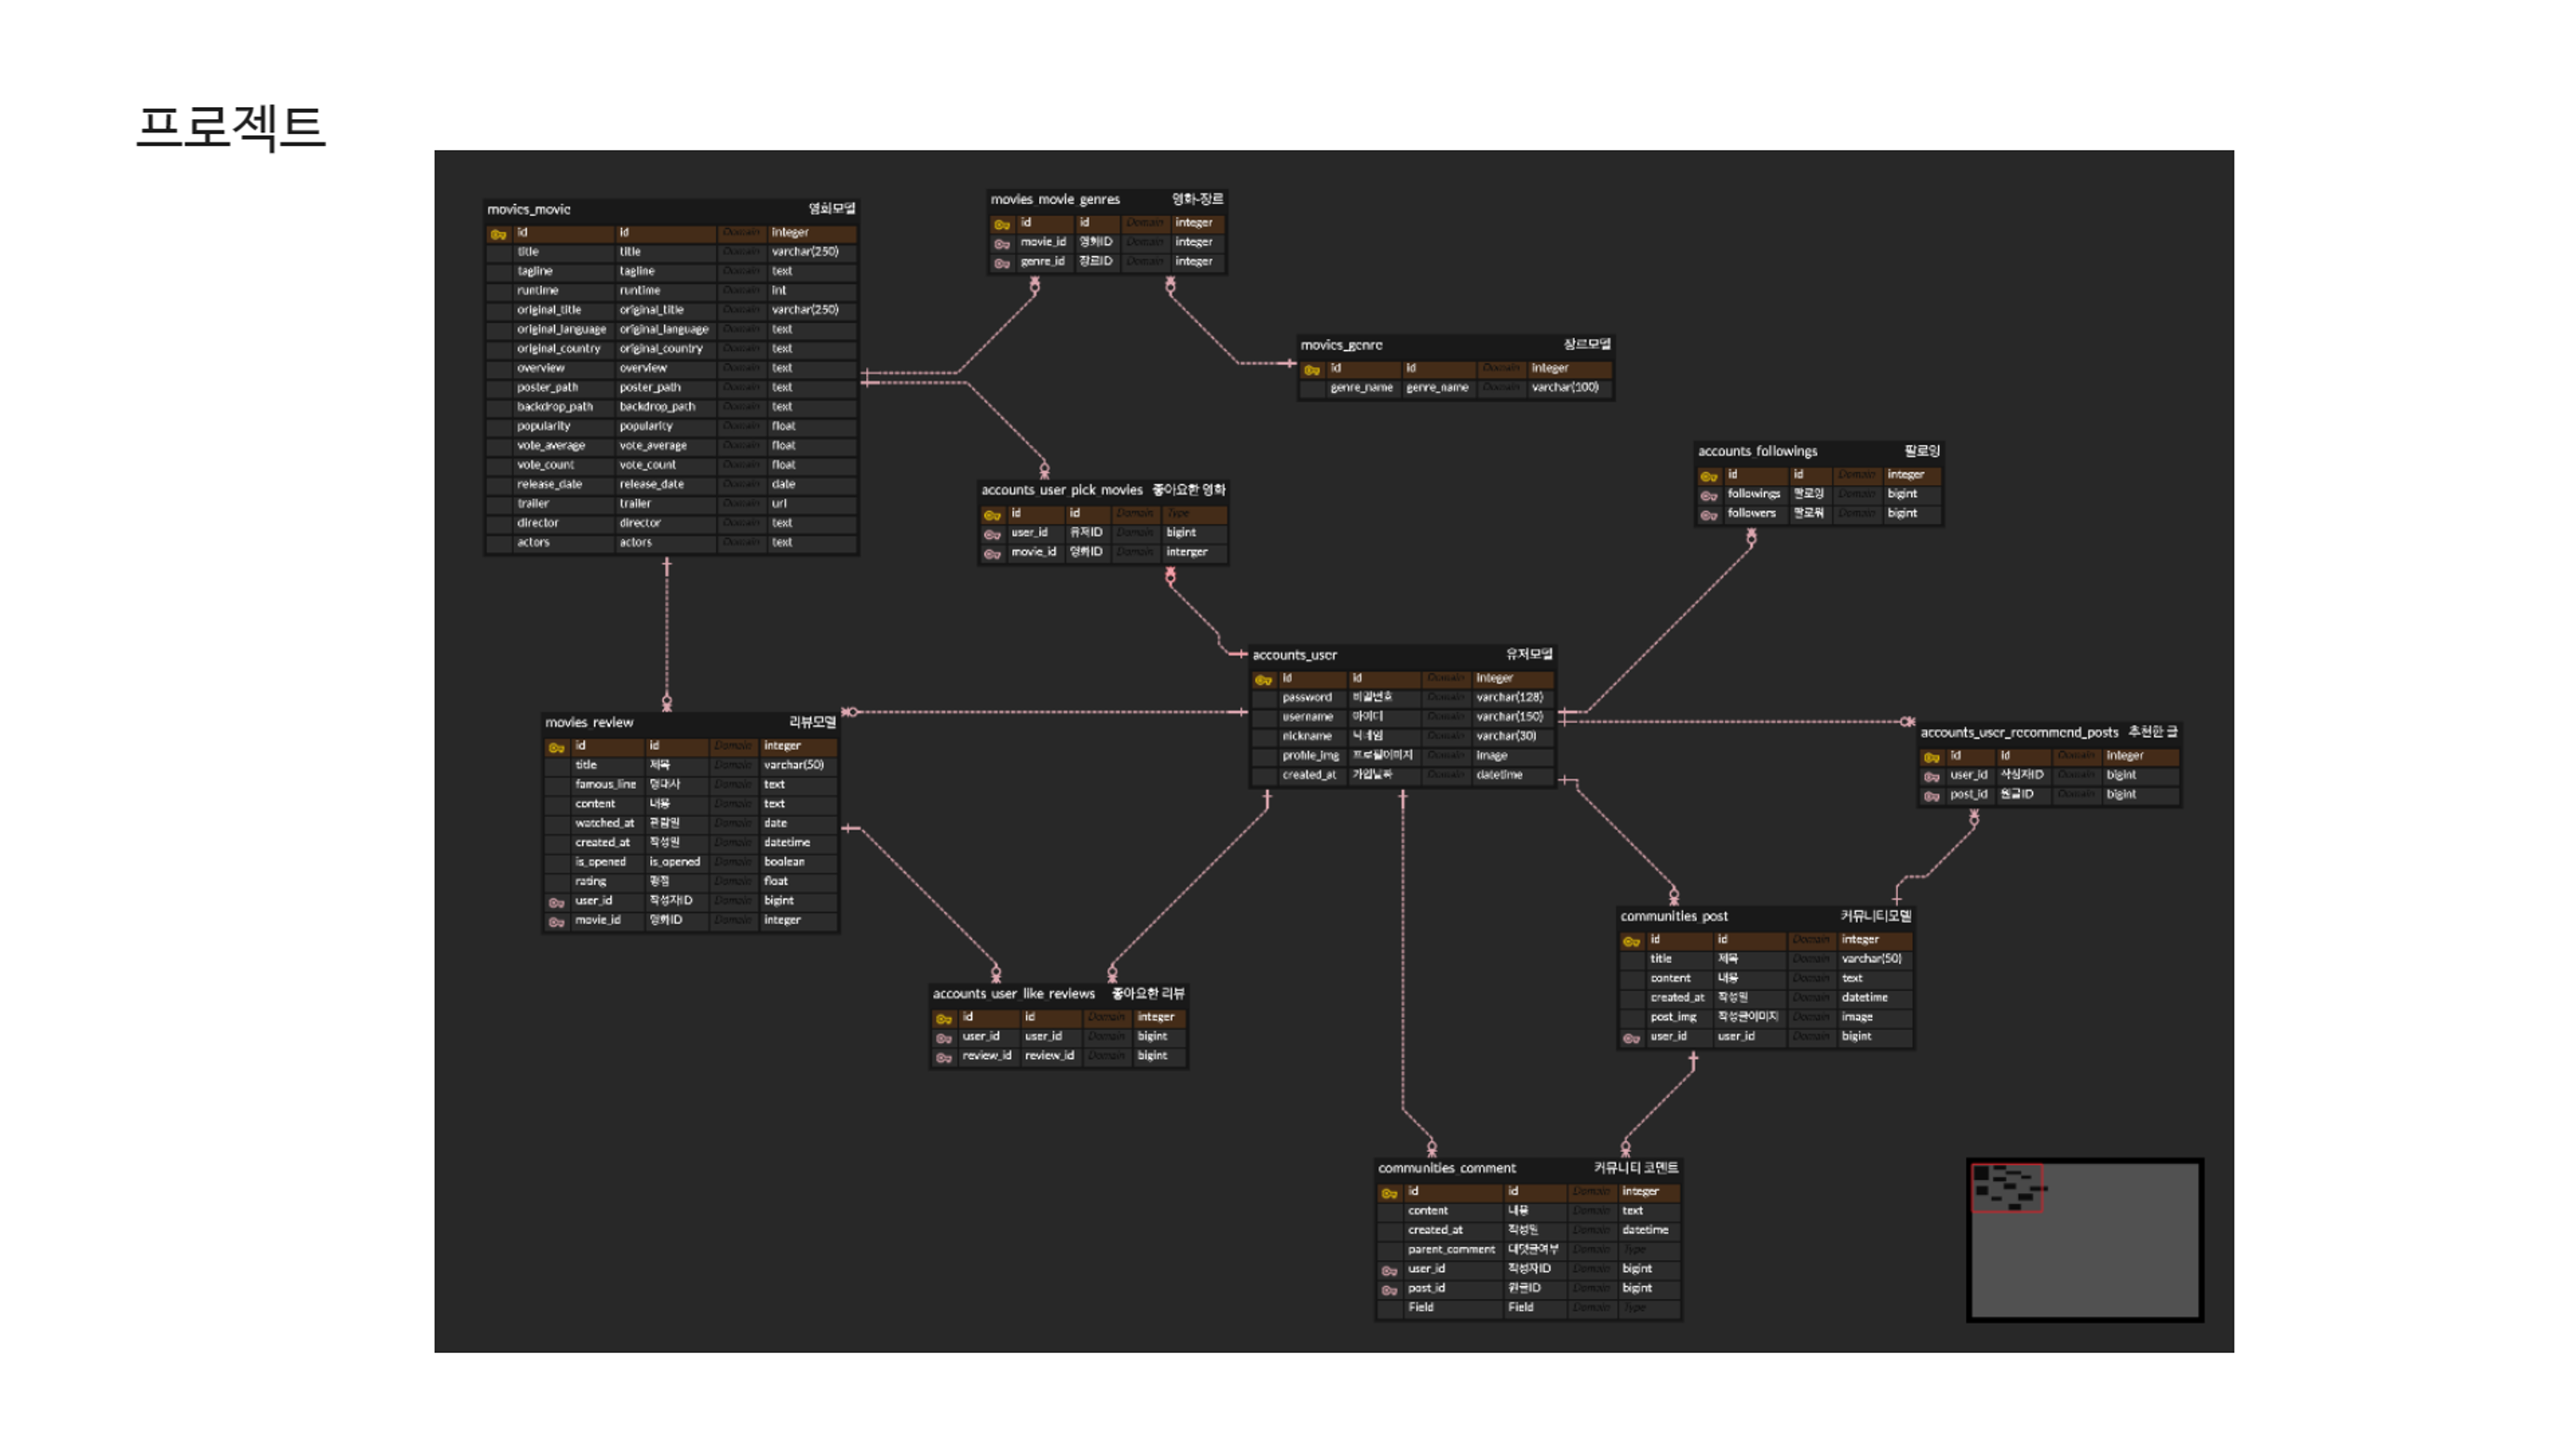 프로젝트
movies_movie 영화모델
id id Domain integer
title title Domain varchar(250)
tagline tagline Domain text
runtime runtime Domain int
original_title original_title Domain varchar(250)
original_language original_language Domain text
original_country original_country Domain text
overview overview Domain text
poster_path poster_path Domain text
backdrop_path backdrop_path Domain text
popularity popularity Domain float
vote_average vote_average Domain float
vote_count vote_count Domain float
release_date release_date Domain date
trailer trailer Domain url
director director Domain text
actors actors Domain text
movies_movie_genres 영화-장르
id id Domain integer
movie_id 영화ID Domain integer
genre_id 장르ID Domain integer
movies_genre 장르모델
id id Domain integer
genre_name genre_name Domain varchar(100)
accounts_user_pick_movies 좋아요한 영화
id id Domain Type
user_id 유저ID Domain bigint
movie_id 영화ID Domain interger
accounts_followings 팔로잉
id id Domain integer
followings 팔로잉 Domain bigint
followers 팔로워 Domain bigint
accounts_user 유저모델
id id Domain integer
password 비밀번호 Domain varchar(128)
username 아이디 Domain varchar(150)
nickname 닉네임 Domain varchar(30)
profile_img 프로필이미지 Domain image
created_at 가입날짜 Domain datetime
movies_review 리뷰모델
id id Domain integer
title 제목 Domain varchar(50)
famous_line 명대사 Domain text
content 내용 Domain text
watched_at 관람일 Domain date
created_at 작성일 Domain datetime
is_opened is_opened Domain boolean
rating 평점 Domain float
user_id 작성자ID Domain bigint
movie_id 영화ID Domain integer
accounts_user_recommend_posts 추천한 글
id id Domain integer
user_id 작성자ID Domain bigint
post_id 원글ID Domain bigint
accounts_user_like_reviews 좋아요한 리뷰
id id Domain integer
user_id user_id Domain bigint
review_id review_id Domain bigint
communities_post 커뮤니티모델
id id Domain integer
title 제목 Domain varchar(50)
content 내용 Domain text
created_at 작성일 Domain datetime
post_img 작성글이미지 Domain image
user_id user_id Domain bigint
communities_comment 커뮤니티 코멘트
id id Domain integer
content 내용 Domain text
created_at 작성일 Domain datetime
parent_comment 대댓글여부 Domain Type
user_id 작성자ID Domain bigint
post_id 원글ID Domain bigint
Field Field Domain Type